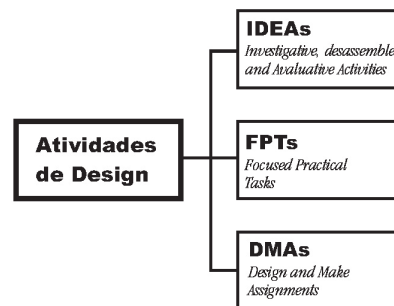 IDEAs
Investigative, desassemble
and Avaluative Activities
Atividades
de Design
FPTs
Focused Practical
Tasks
DMAs
Design and Make
Assignments